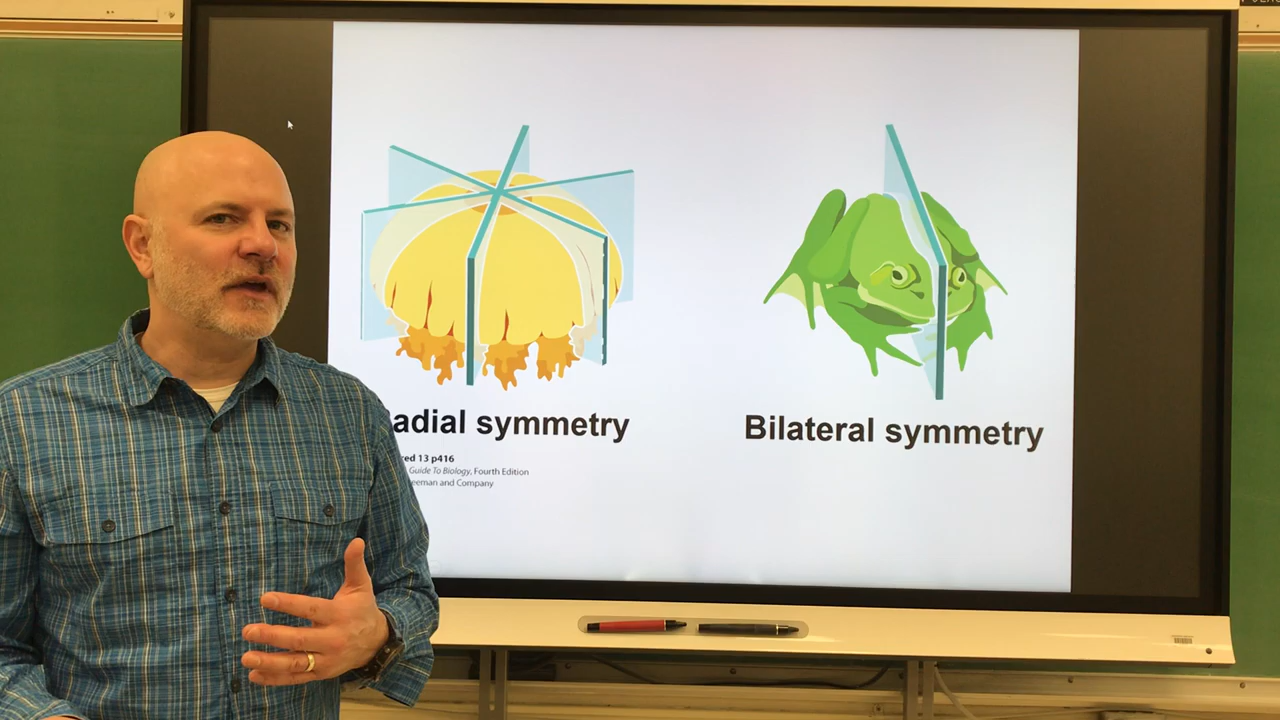 adial symmetry
Bilateral symmetry
red 13 p416
Guide To Biology, Fourth Edition
eeman and Company